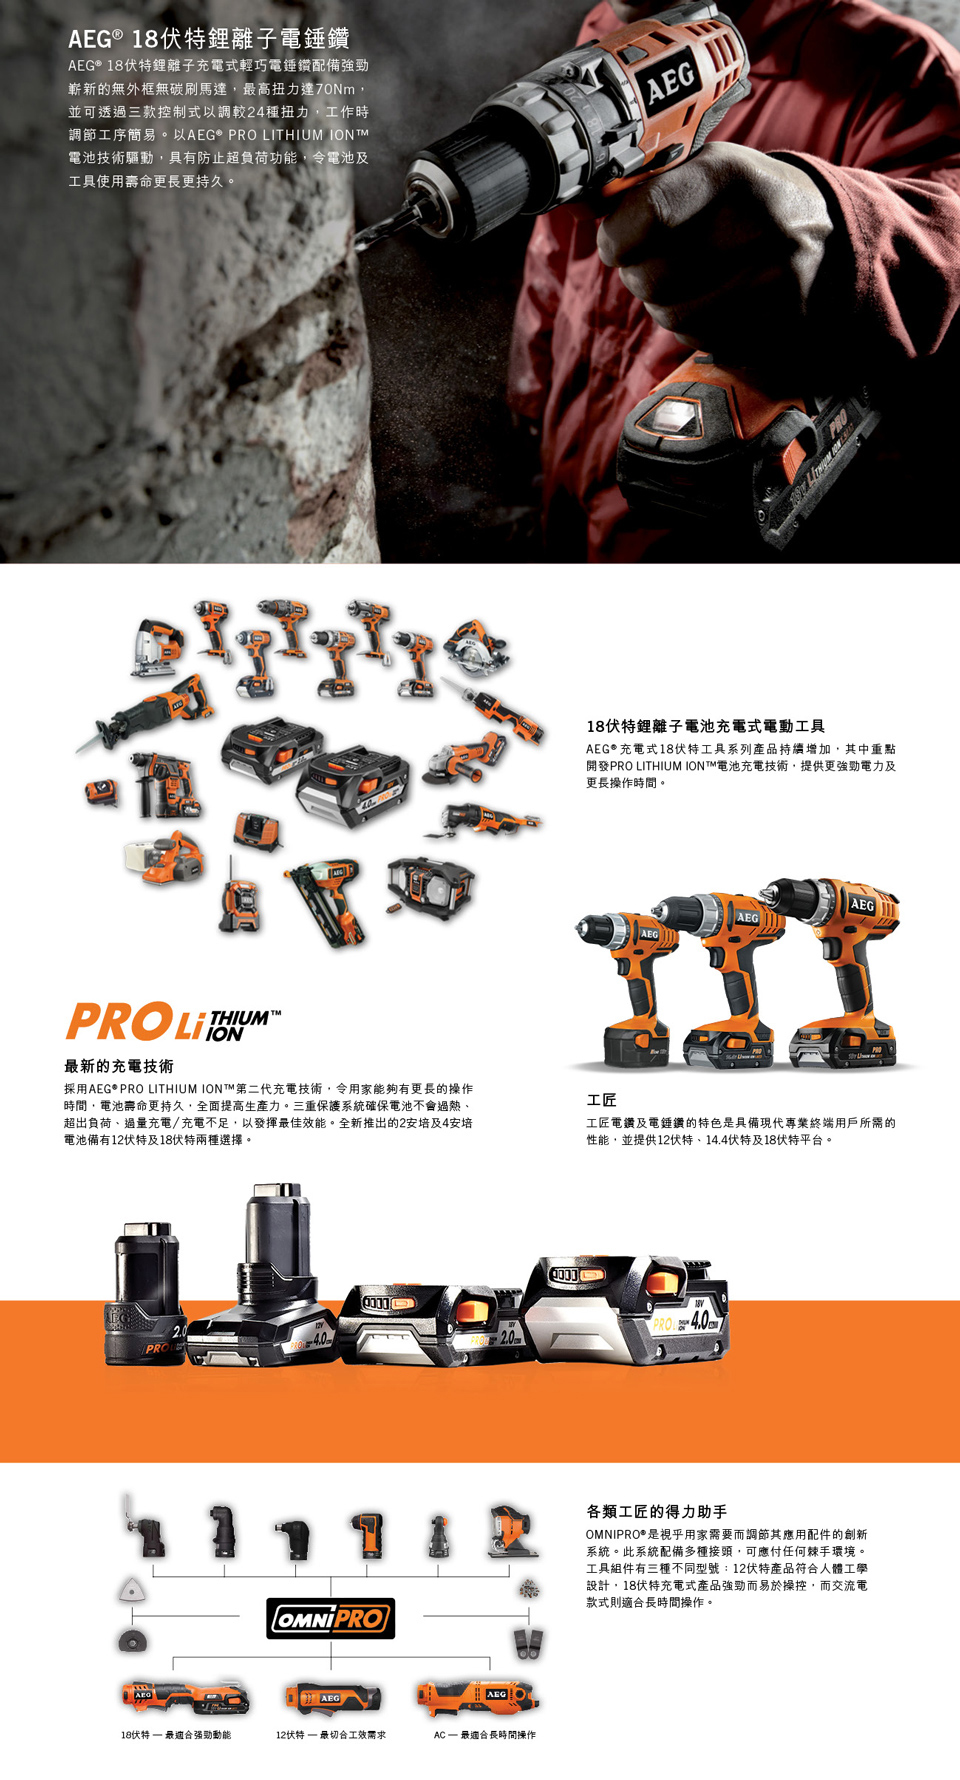 AEG® 18伏特鋰離子電錘鑽
AEG® 18伏特鋰離子充電式輕巧電錘鑽配備強勁
嶄新的無外框無碳刷馬達，最高扭力達70Nm，
並可透過三款控制式以調較24種扭力，工作時
調節工序簡易。以AEG® PRO LITHIUM ION™
電池技術驅動，具有防止超負荷功能，令電池及
工具使用壽命更長更持久。
AEG
PRO
18V LITHIUM ION
18伏特鋰離子電池充電式電動工具
AEG®充電式18伏特工具系列產品持續增加，其中重點
開發PRO LITHIUM ION™電池充電技術，提供更強勁電力及
更長操作時間。
4.0
AEG
AEG
AEG
PRO LiTHIUM ION™
最新的充電技術
採用AEG®PRO LITHIUM ION™第二代充電技術，令用家能夠有更長的操作
時間，電池壽命更持久，全面提高生產力。三重保護系統確保電池不會過熱、
超出負荷、過量充電/充電不足，以發揮最佳效能。全新推出的2安培及4安培
電池備有12伏特及18伏特兩種選擇。
工匠
工匠電鑽及電錘鑽的特色是具備現代專業終端用戶所需的
性能，並提供12伏特、14.4伏特及18伏特平台。
AEG
2.0
PRO
12V
PRO 4.0
18V
PRO 2.0
18V
PRO LiTHIUM ION 4.0
各類工匠的得力助手
OMNIPRO®是視乎用家需要而調節其應用配件的創新
系統。此系統配備多種接頭，可應付任何棘手環境。
工具組件有三種不同型號：12伏特產品符合人體工學
設計，18伏特充電式產品強勁而易於操控，而交流電
款式則適合長時間操作。
OMNiPRO
AEG
AEG
AEG
18伏特 — 最適合強勁動能
12伏特 — 最切合工效需求
AC — 最適合長時間操作